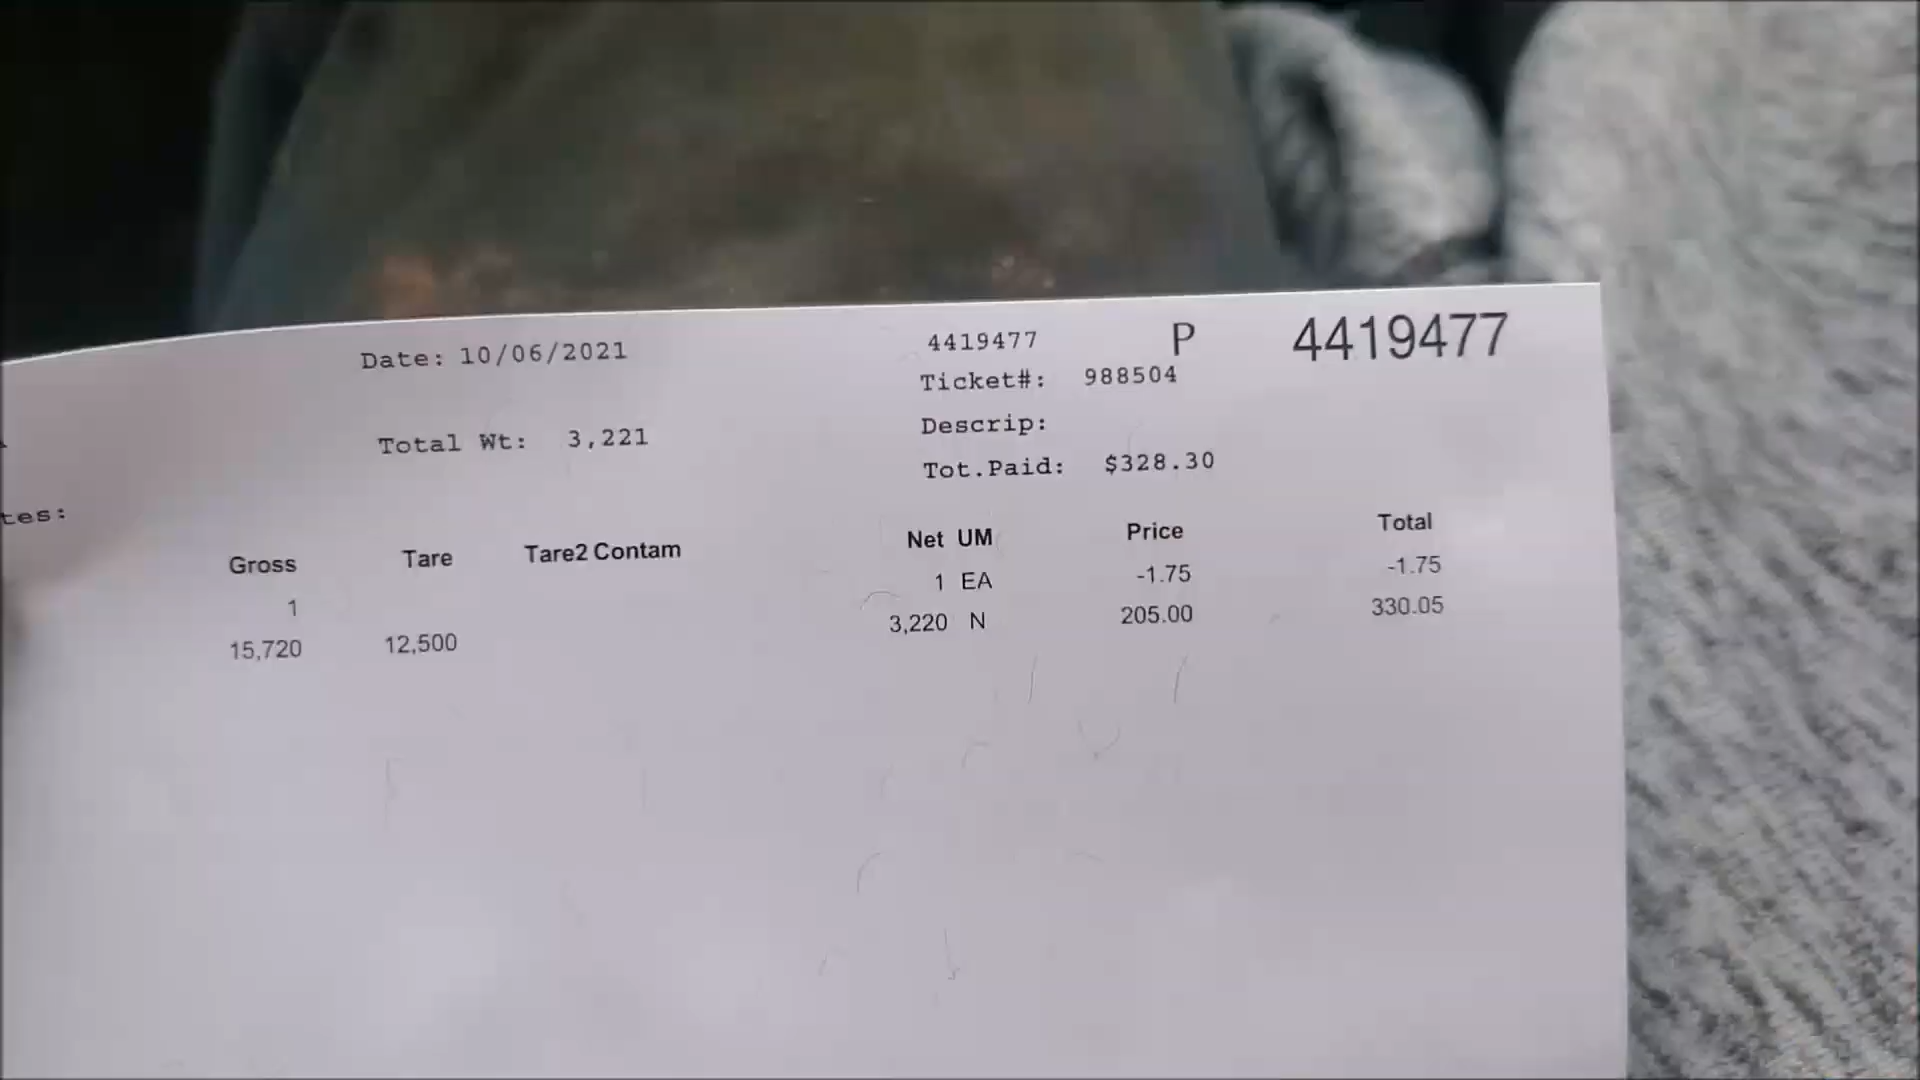 Date: 10/06/2021 4419477 P 4419477
Ticket#: 988504
Total Wt: 3,221 Descrip:
Tot.Paid: $328.30
tes:
Gross Tare Tare2 Contam Net UM Price Total
1 1 EA -1.75 -1.75
15,720 12,500 3,220 N 205.00 330.05